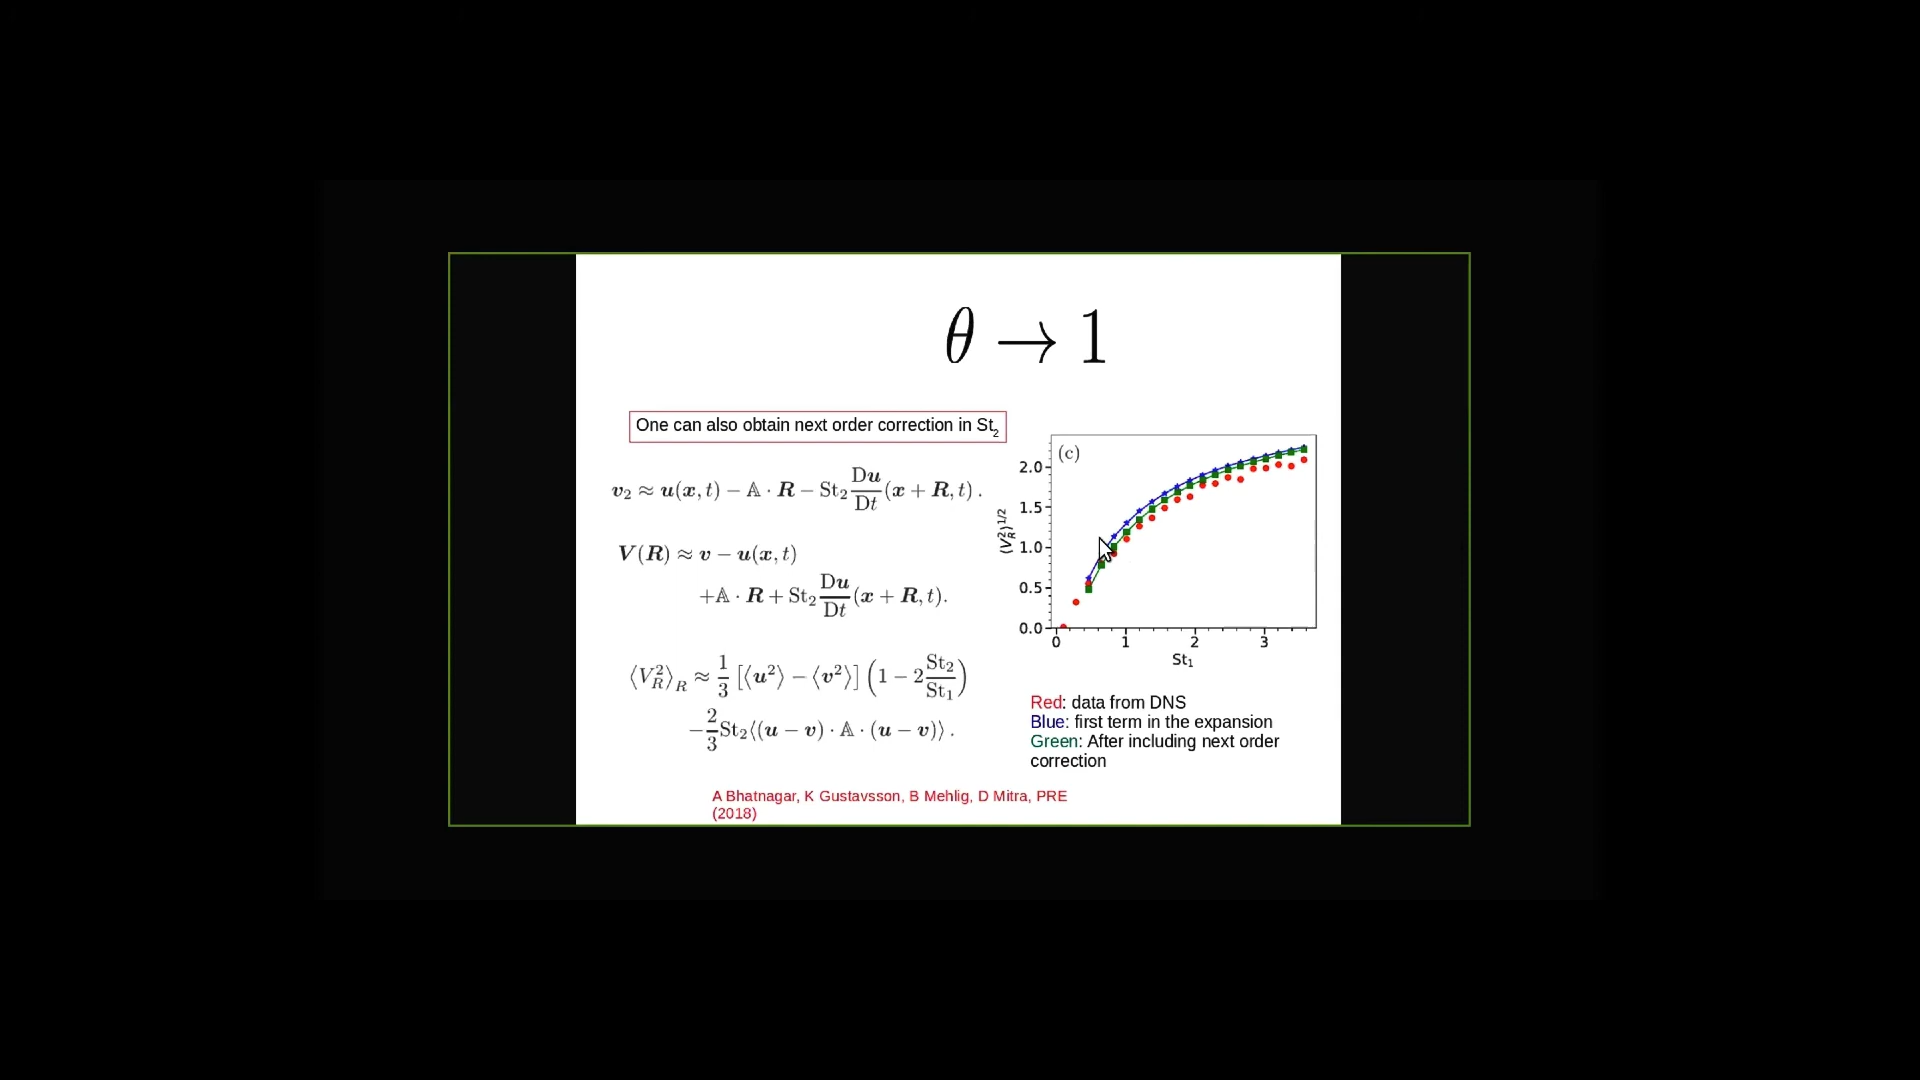 θ → 1
One can also obtain next order correction in St₂
v₂ ≈ u(x, t) − 𝔸 · R − St₂ Du/Dt (x + R, t) .
V(R) ≈ v − u(x, t)
+𝔸 · R + St₂ Du/Dt (x + R, t).
⟨V_R²⟩_R ≈ 1/3 [⟨u²⟩ − ⟨v²⟩] (1 − 2 St₂/St₁)
−2/3 St₂⟨(u − v) · 𝔸 · (u − v)⟩ .
(c)
2.0
1.5
1.0
0.5
0.0
⟨V_R²⟩^1/2
0 1 2 3
St₁
Red: data from DNS
Blue: first term in the expansion
Green: After including next order
correction
A Bhatnagar, K Gustavsson, B Mehlig, D Mitra, PRE
(2018)